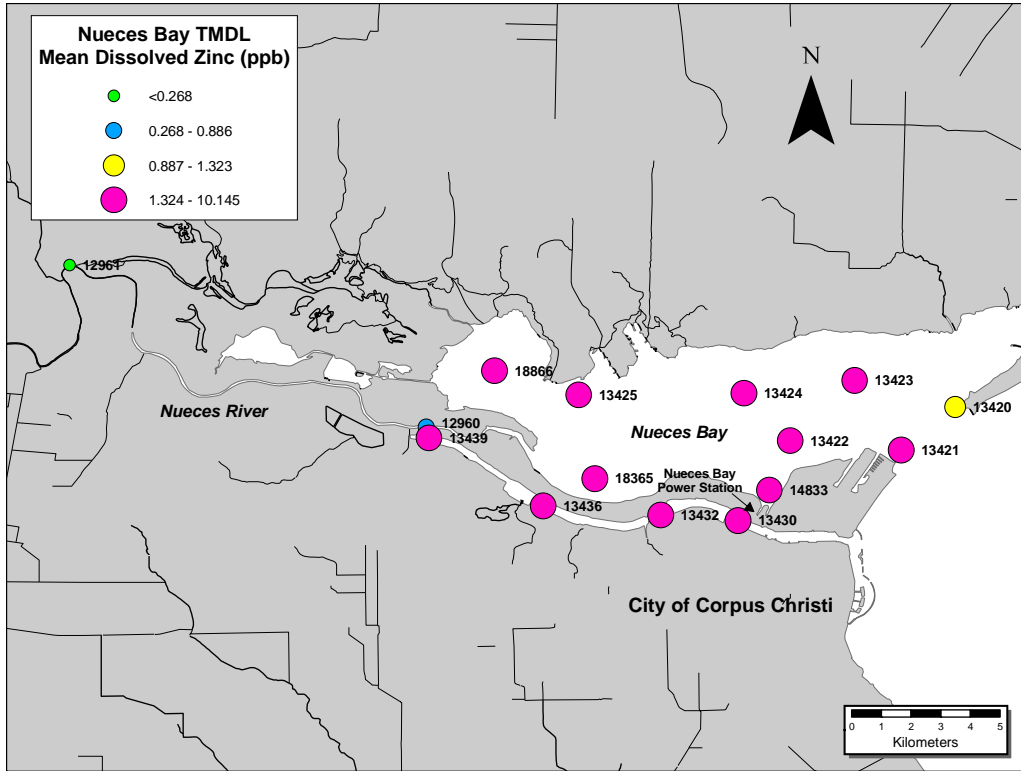 Nueces Bay TMDL
Mean Dissolved Zinc (ppb)
<0.268
0.268 - 0.886
0.887 - 1.323
1.324 - 10.145
N
12961
18866
13425
13424
13423
13420
Nueces River
12960
13439
Nueces Bay
13422
13421
18365
Nueces Bay
Power Station
14833
13436
13432
13430
City of Corpus Christi
0 1 2 3 4 5
Kilometers